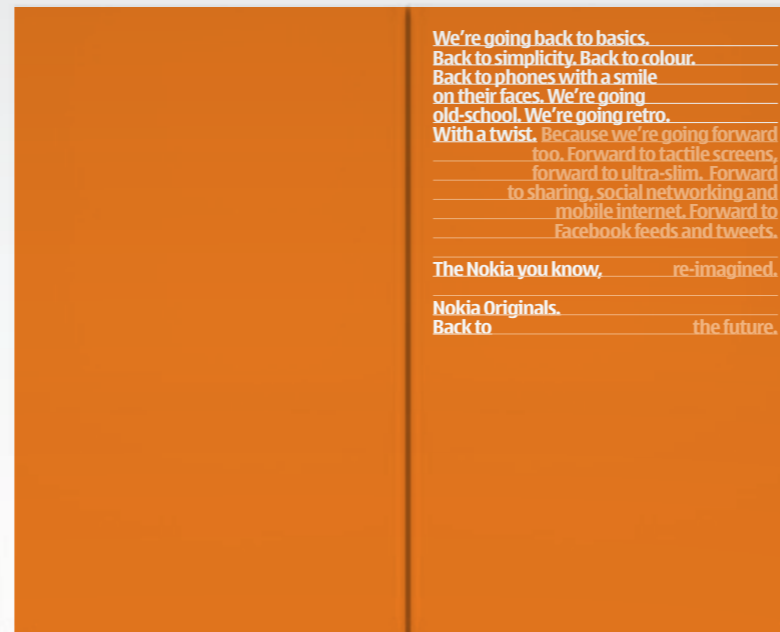 We're going back to basics.
Back to simplicity. Back to colour.
Back to phones with a smile
on their faces. We're going
old-school. We're going retro.
With a twist. Because we're going forward
too. Forward to tactile screens,
forward to ultra-slim. Forward
to sharing, social networking and
mobile internet. Forward to
Facebook feeds and tweets.
The Nokia you know, re-imagined.
Nokia Originals.
Back to the future.